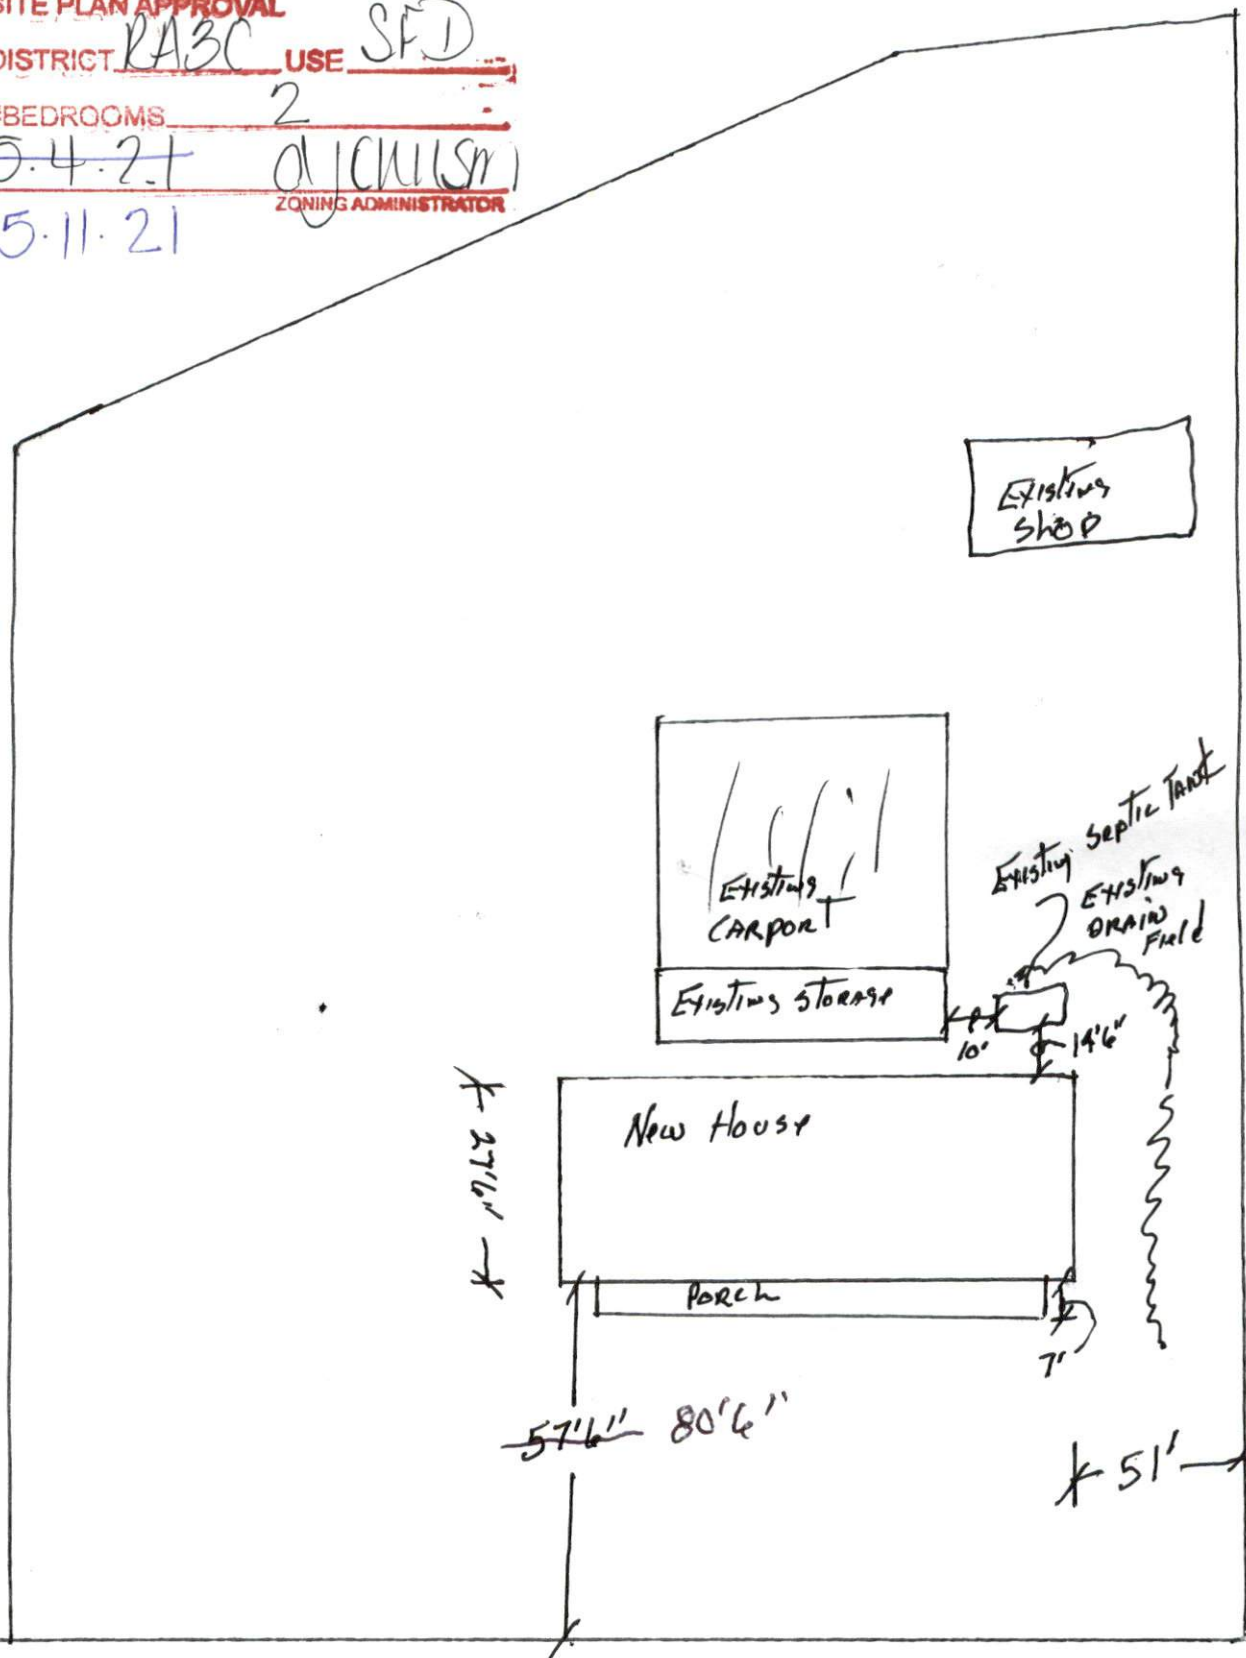 SITE PLAN APPROVAL
DISTRICT RA3C USE SFD
#BEDROOMS 2
5.4.21
ZONING ADMINISTRATOR
5.11.21
Existing
Shop
Existing Septic Tank
Existing
Drain
Field
Existing
CARPORT
Existing Storage
10'
14'6"
New House
27'6"
Porch
7'
57'6" 80'6"
51'